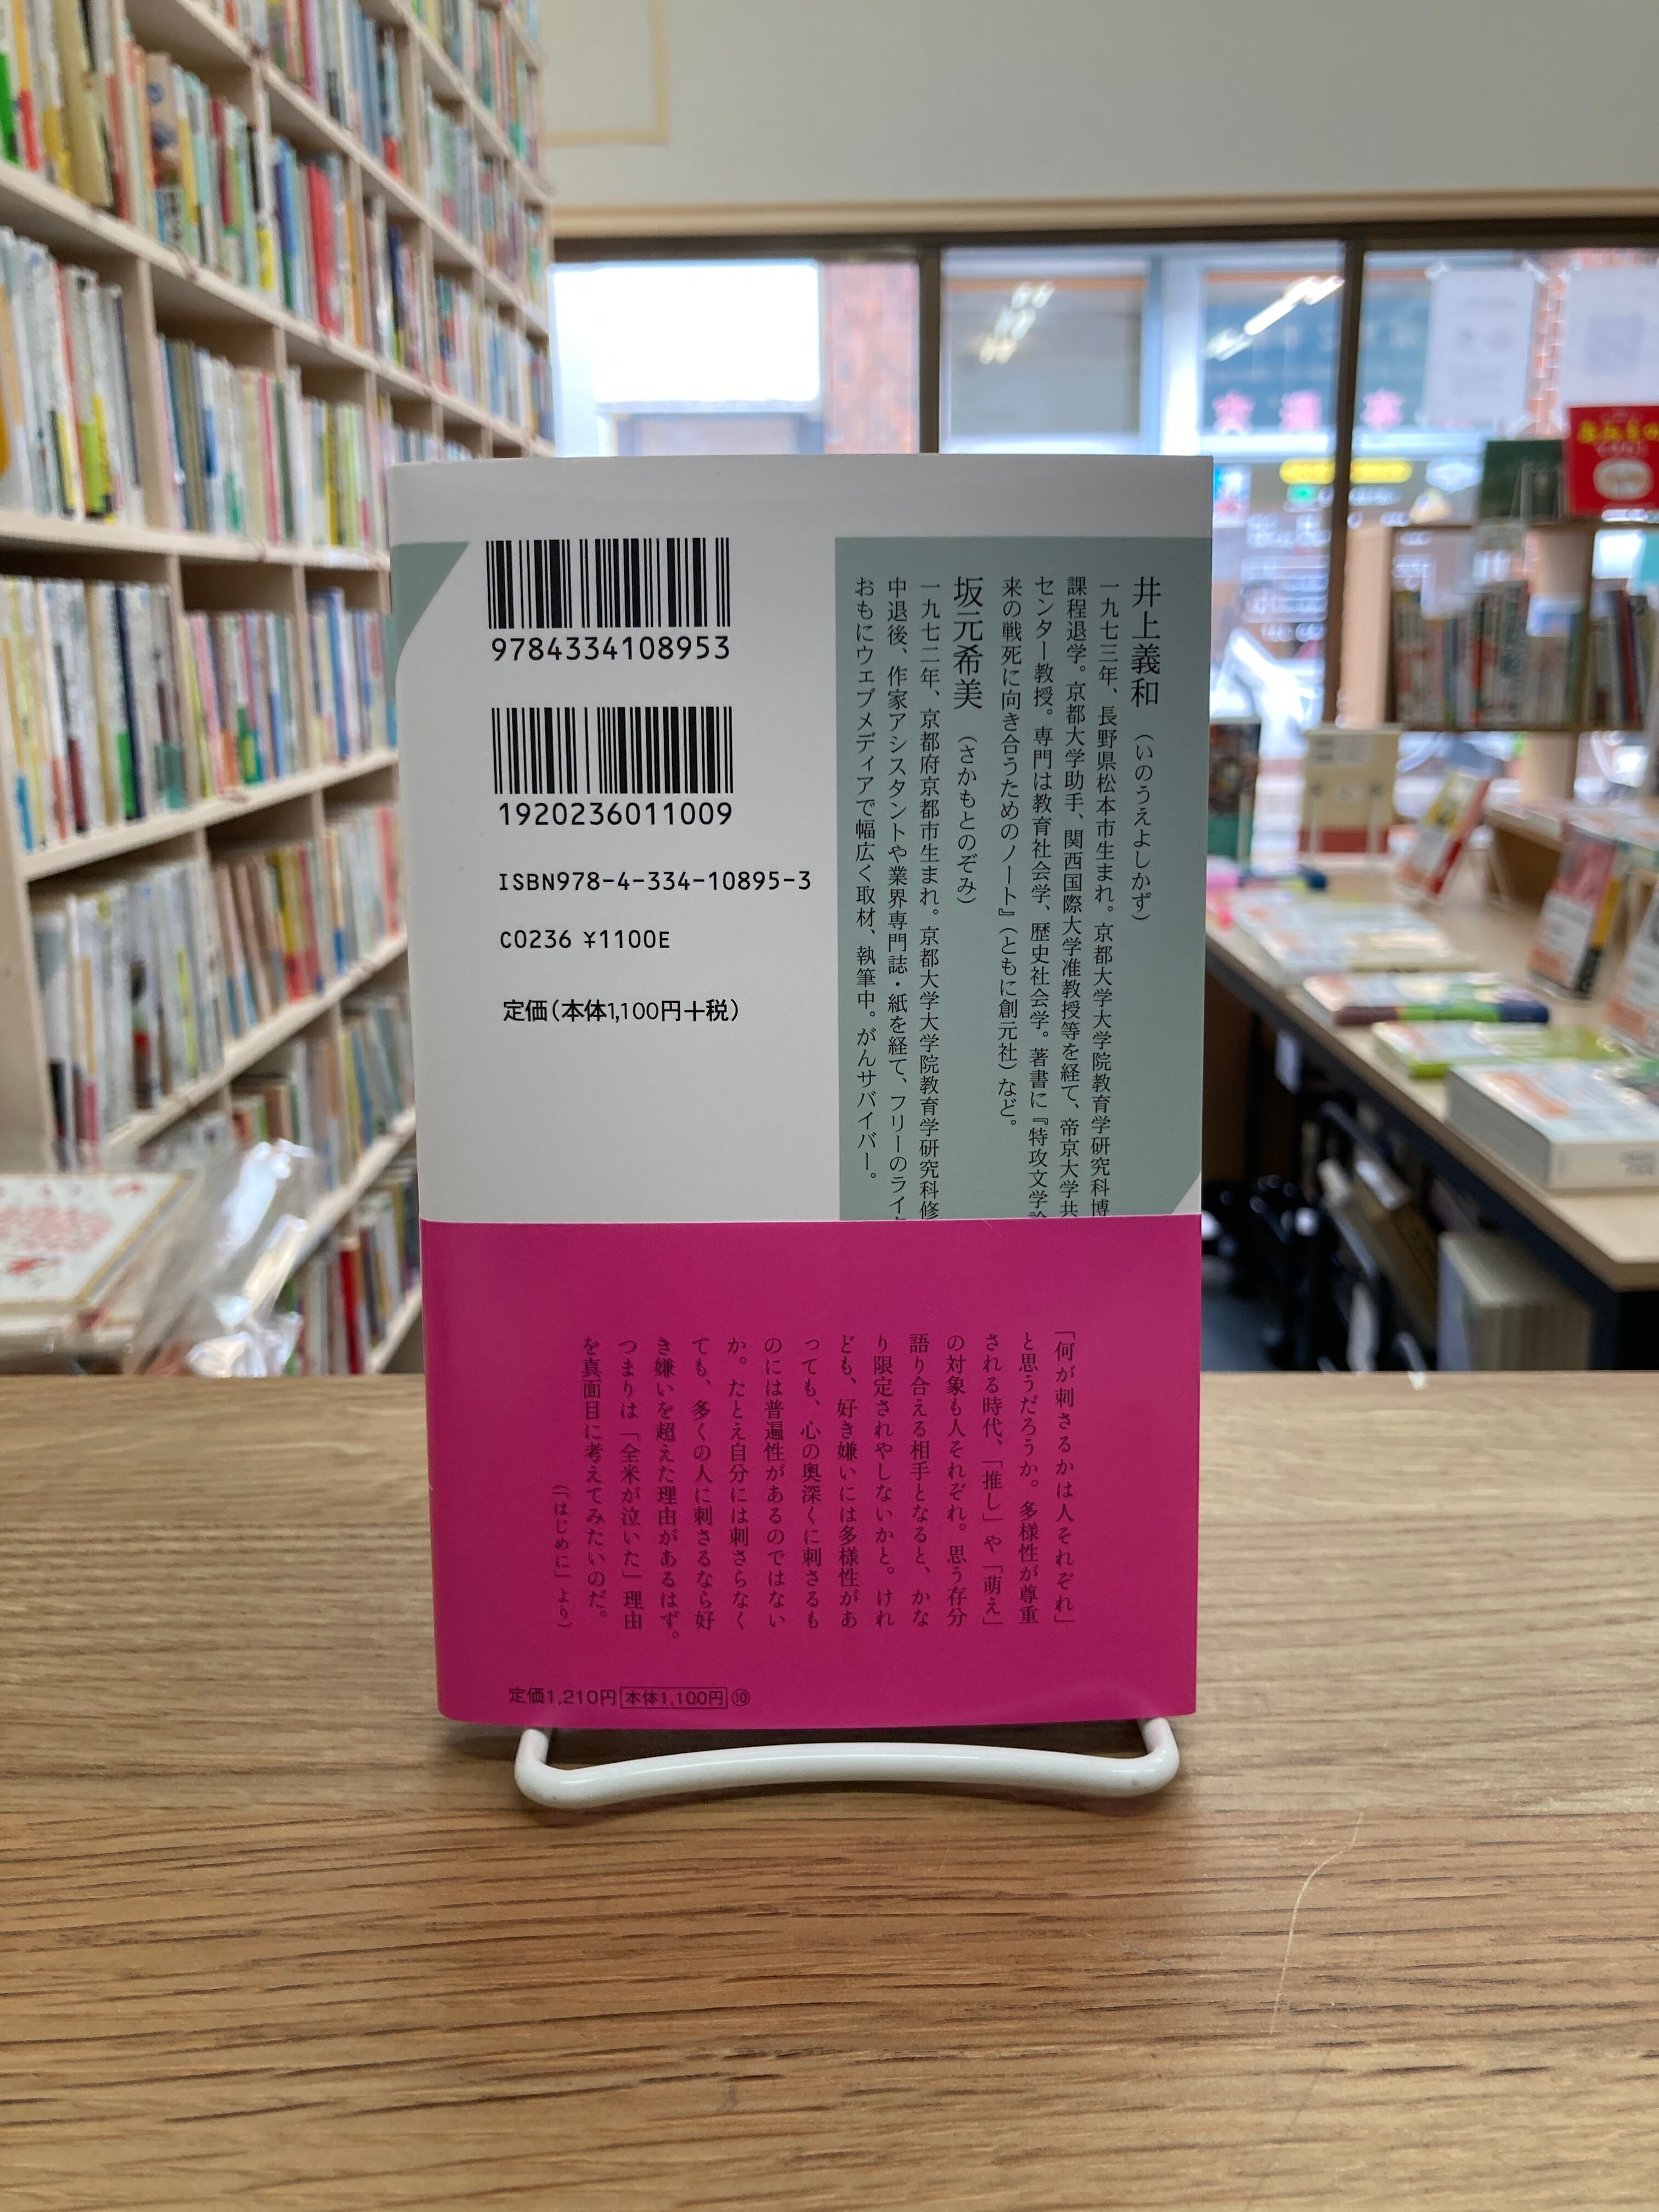 9784334108953
1920236011009
ISBN978-4-334-10895-3
C0236 ¥1100E
定価(本体1,100円+税)
井上義和(いのうえよしかず)
一九七三年、長野県松本市生まれ。京都大学大学院教育学研究科博
課程退学。京都大学助手、関西国際大学准教授等を経て、帝京大学共
センター教授。専門は教育社会学、歴史社会学。著書に『特攻文学論
来の戦死に向き合うためのノート』(ともに創元社)など。
坂元希美(さかもとのぞみ)
一九七二年、京都府京都市生まれ。京都大学大学院教育学研究科修
中退後、作家アシスタントや業界専門誌・紙を経て、フリーのライ
おもにウェブメディアで幅広く取材、執筆中。がんサバイバー。
「何が刺さるかは人それぞれ」
と思うだろうか。多様性が尊重
される時代、「推し」や「萌え」
の対象も人それぞれ。思う存分
語り合える相手となると、かな
り限定されやしないかと。けれ
ども、好き嫌いには多様性があ
っても、心の奥深くに刺さるも
のには普遍性があるのではない
か。たとえ自分には刺さらなく
ても、多くの人に刺さるなら好
き嫌いを超えた理由があるはず。
つまりは「全米が泣いた」理由
を真面目に考えてみたいのだ。
(「はじめに」より)
定価1,210円 本体1,100円 ⑩